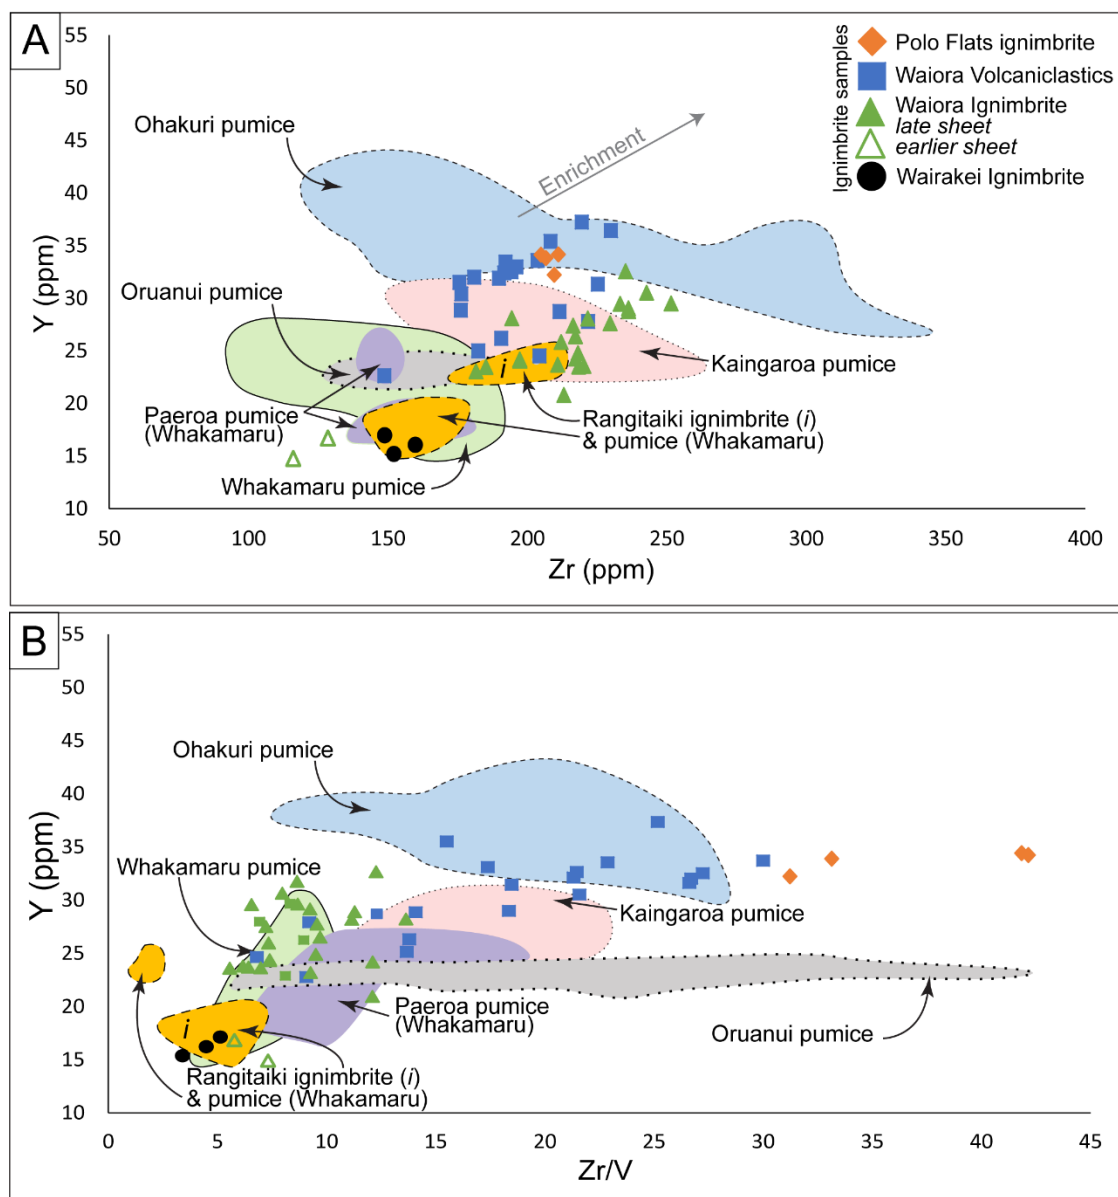 A
55
50
45
40
35
30
25
20
15
10
Y (ppm)
50
100
150
200
250
300
350
400
Zr (ppm)
Ignimbrite samples
Polo Flats ignimbrite
Waiora Volcaniclastics
Waiora Ignimbrite
late sheet
earlier sheet
Wairakei Ignimbrite
Ohakuri pumice
Enrichment
Oruanui pumice
Kaingaroa pumice
i
Paeroa pumice
(Whakamaru)
Rangitaiki ignimbrite (i)
& pumice (Whakamaru)
Whakamaru pumice
B
55
50
45
40
35
30
25
20
15
10
Y (ppm)
0
5
10
15
20
25
30
35
40
45
Zr/V
Ohakuri pumice
Whakamaru pumice
Kaingaroa pumice
Paeroa pumice
(Whakamaru)
Oruanui pumice
i
Rangitaiki ignimbrite (i)
& pumice (Whakamaru)